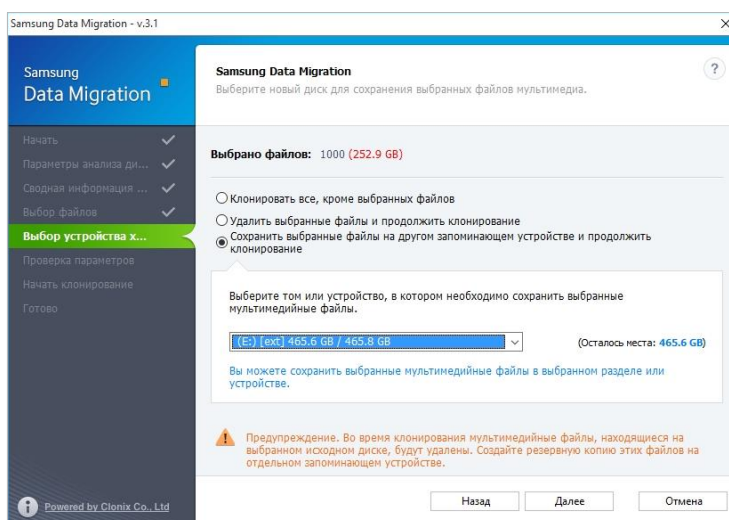 Samsung Data Migration - v.3.1
Samsung
Data Migration
Samsung Data Migration
?
Выберите новый диск для сохранения выбранных файлов мультимедиа.
Начать
Параметры анализа ди...
Сводная информация ...
Выбор файлов
Выбор устройства х...
Проверка параметров
Начать клонирование
Готово
Выбрано файлов: 1000 (252.9 GB)
Клонировать все, кроме выбранных файлов
Удалить выбранные файлы и продолжить клонирование
Сохранить выбранные файлы на другом запоминающем устройстве и продолжить
клонирование
Выберите том или устройство, в котором необходимо сохранить выбранные
мультимедийные файлы.
(E:) [ext] 465.6 GB / 465.8 GB
(Осталось места: 465.6 GB)
Вы можете сохранить выбранные мультимедийные файлы в выбранном разделе или
устройстве.
Предупреждение. Во время клонирования мультимедийные файлы, находящиеся на
выбранном исходном диске, будут удалены. Создайте резервную копию этих файлов на
отдельном запоминающем устройстве.
Powered by Clonix Co., Ltd
Назад
Далее
Отмена